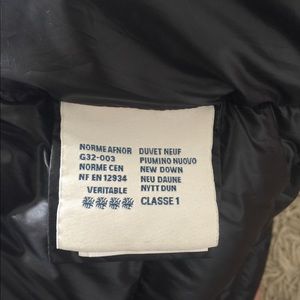 NORME AFNOR
G32-003
NORME CEN
NF EN 12934
VERITABLE
DUVET NEUF
PIUMINO NUOVO
NEW DOWN
NEU DAUNE
NYTT DUN
CLASSE 1